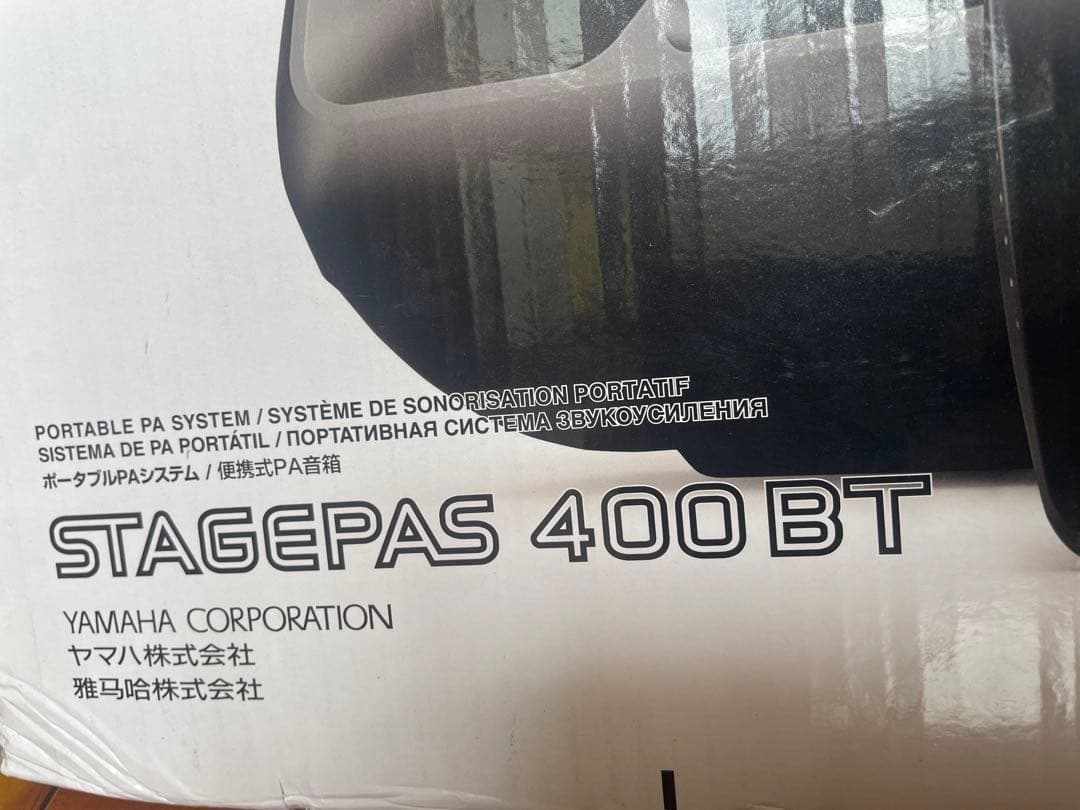 PORTABLE PA SYSTEM / SYSTÈME DE SONORISATION PORTATIF
SISTEMA DE PA PORTÁTIL / ПОРТАТИВНАЯ СИСТЕМА ЗВУКОУСИЛЕНИЯ
ポータブルPAシステム / 便携式PA音箱
STAGEPAS 400BT
YAMAHA CORPORATION
ヤマハ株式会社
雅马哈株式会社